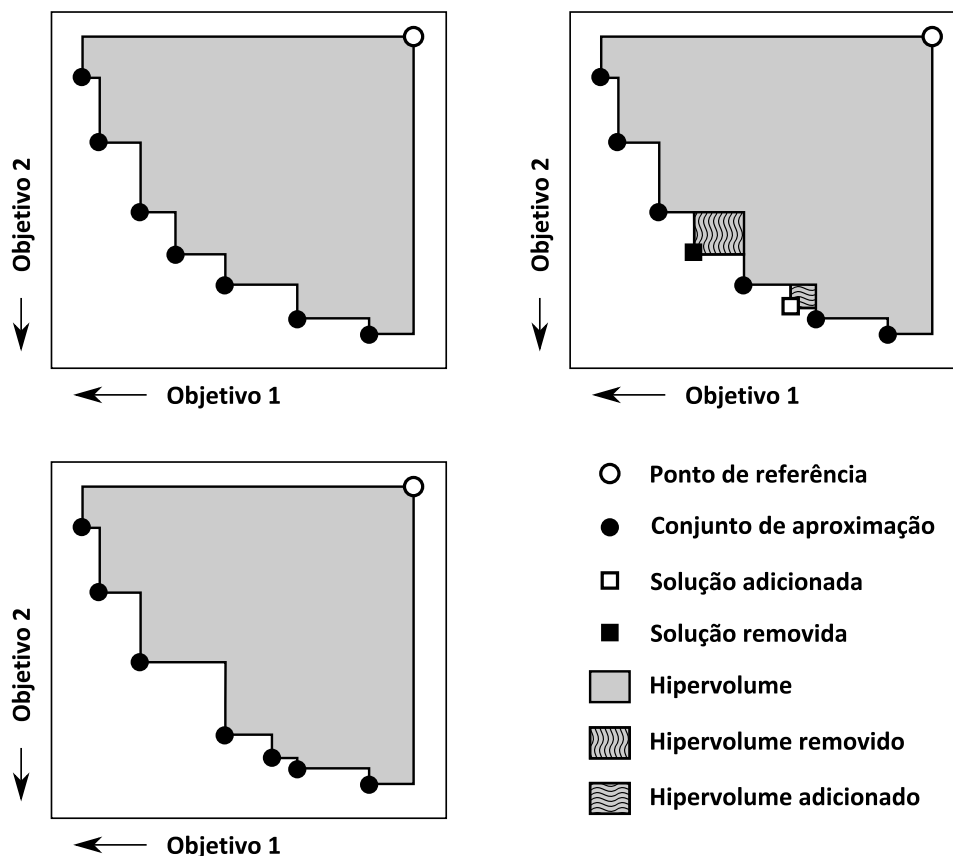 Objetivo 2
Objetivo 1
Objetivo 2
Objetivo 1
Objetivo 2
Objetivo 1
Ponto de referência
Conjunto de aproximação
Solução adicionada
Solução removida
Hipervolume
Hipervolume removido
Hipervolume adicionado